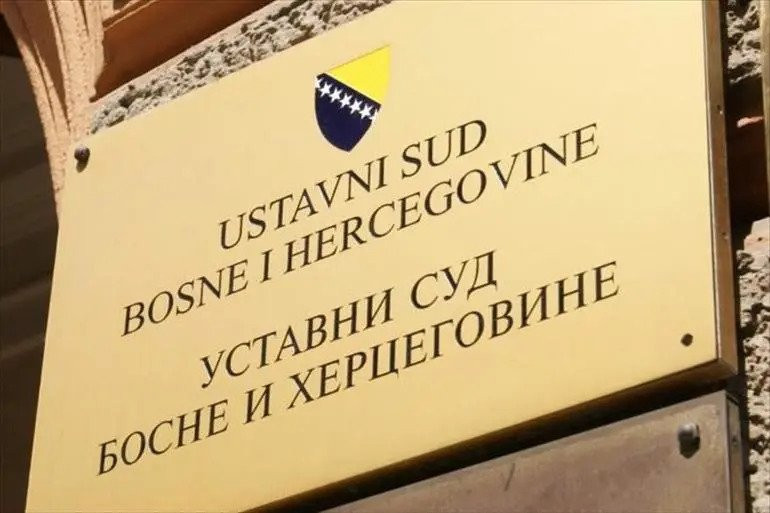 USTAVNI SUD
BOSNE I HERCEGOVINE
УСТАВНИ СУД
БОСНЕ И ХЕРЦЕГОВИНЕ